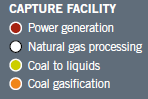 CAPTURE FACILITY
Power generation
Natural gas processing
Coal to liquids
Coal gasification